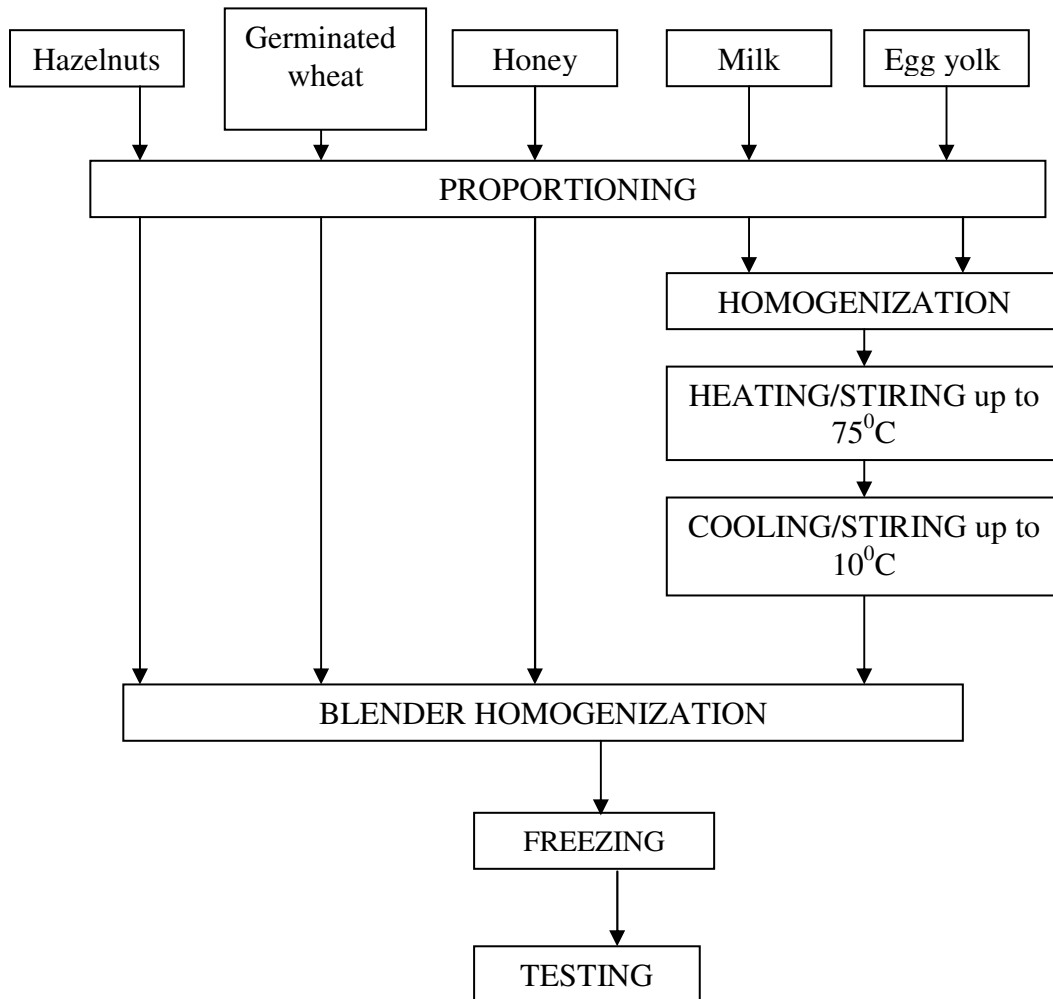 Hazelnuts
Germinated
wheat
Honey
Milk
Egg yolk
PROPORTIONING
HOMOGENIZATION
HEATING/STIRING up to
75⁰C
COOLING/STIRING up to
10⁰C
BLENDER HOMOGENIZATION
FREEZING
TESTING